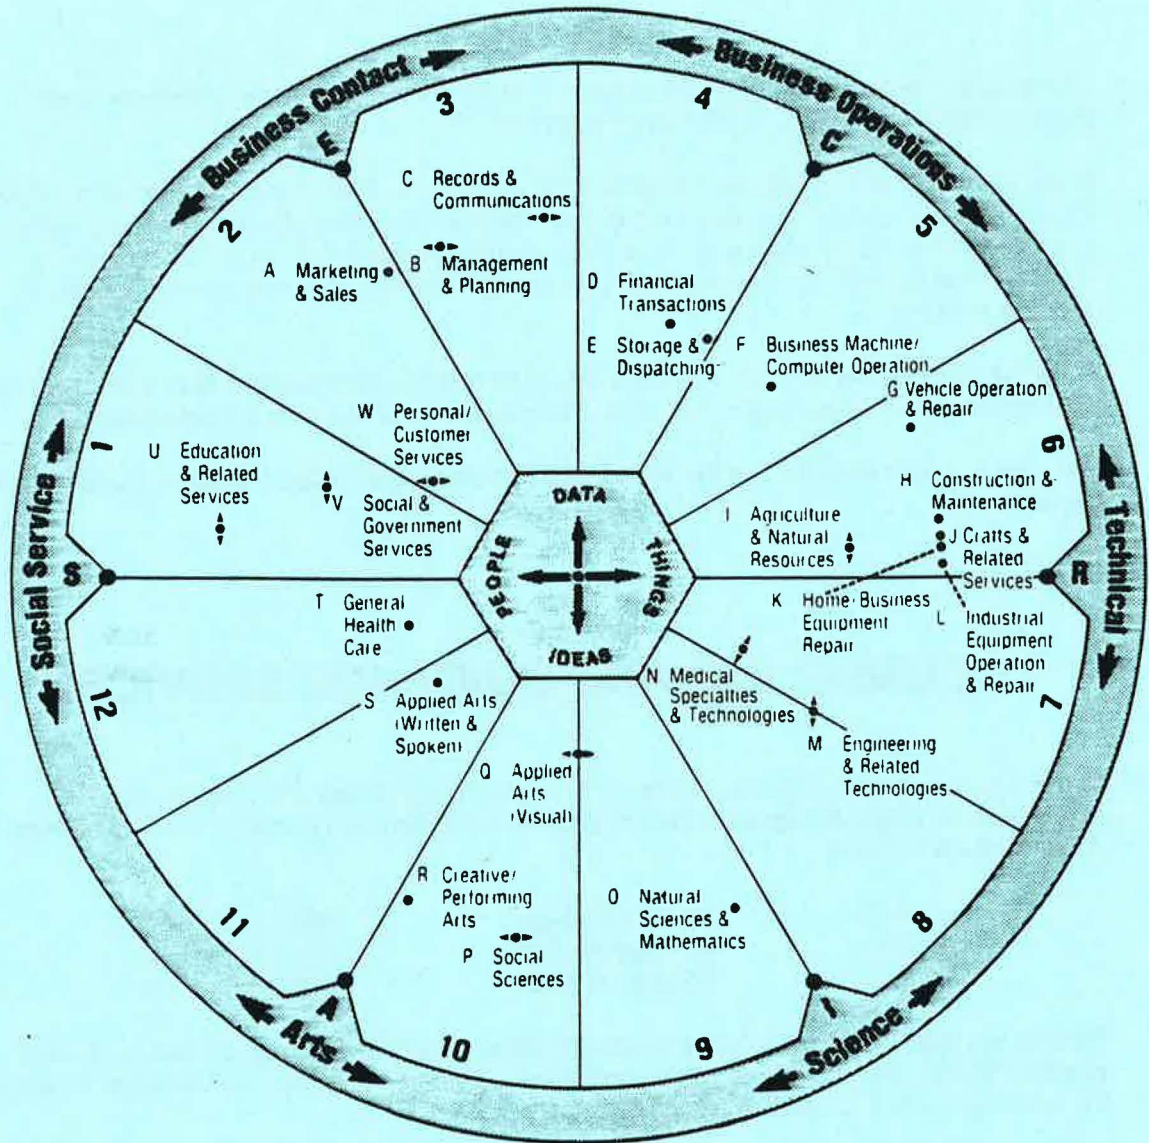 Business Contact
Business Operations
E
C
3
4
2
5
C Records &
Communications
B Management
& Planning
A Marketing
& Sales
D Financial
Transactions
E Storage &
Dispatching
F Business Machine/
Computer Operation
G Vehicle Operation
& Repair
1
6
W Personal/
Customer
Services
U Education
& Related
Services
V Social &
Government
Services
H Construction &
Maintenance
I Agriculture
& Natural
Resources
J Crafts &
Related
Services
DATA
PEOPLE
THINGS
IDEAS
Social Service
S
R
Technical
T General
Health
Care
K Home-Business
Equipment
Repair
L Industrial
Equipment
Operation
& Repair
N Medical
Specialties
& Technologies
S Applied Arts
(Written &
Spoken)
12
7
M Engineering
& Related
Technologies
Q Applied
Arts
(Visual)
R Creative/
Performing
Arts
P Social
Sciences
O Natural
Sciences &
Mathematics
11
8
A
I
10
9
Arts
Science